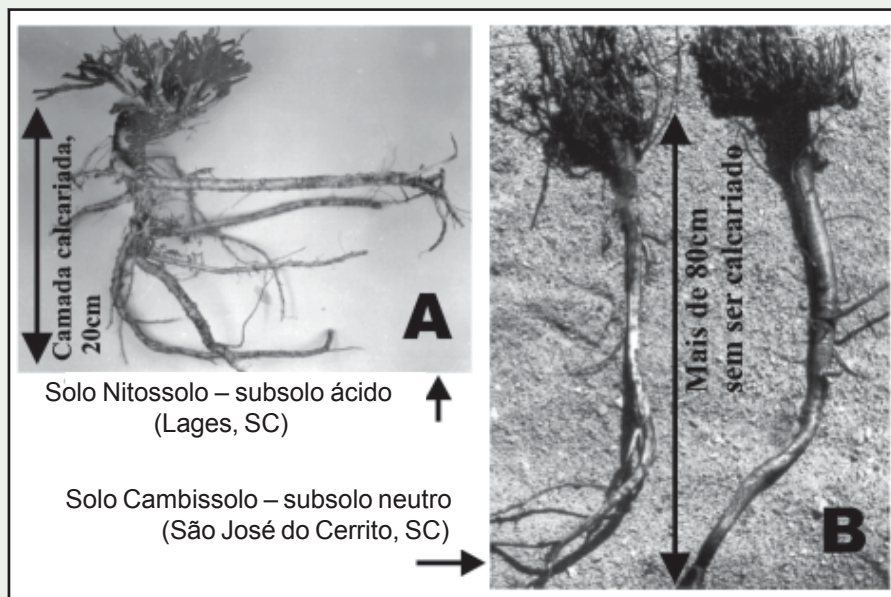 Camada calcariada,
20cm
A
Solo Nitossolo – subsolo ácido
(Lages, SC)
Solo Cambissolo – subsolo neutro
(São José do Cerrito, SC)
Mais de 80cm
sem ser calcariado
B